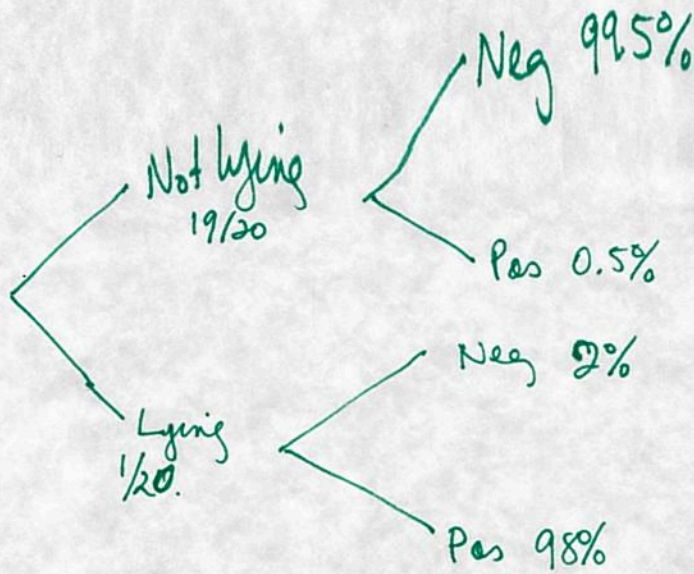 Neg 99.5%
Not lying
19/20
Pos 0.5%
Neg 2%
Lying
1/20.
Pos 98%